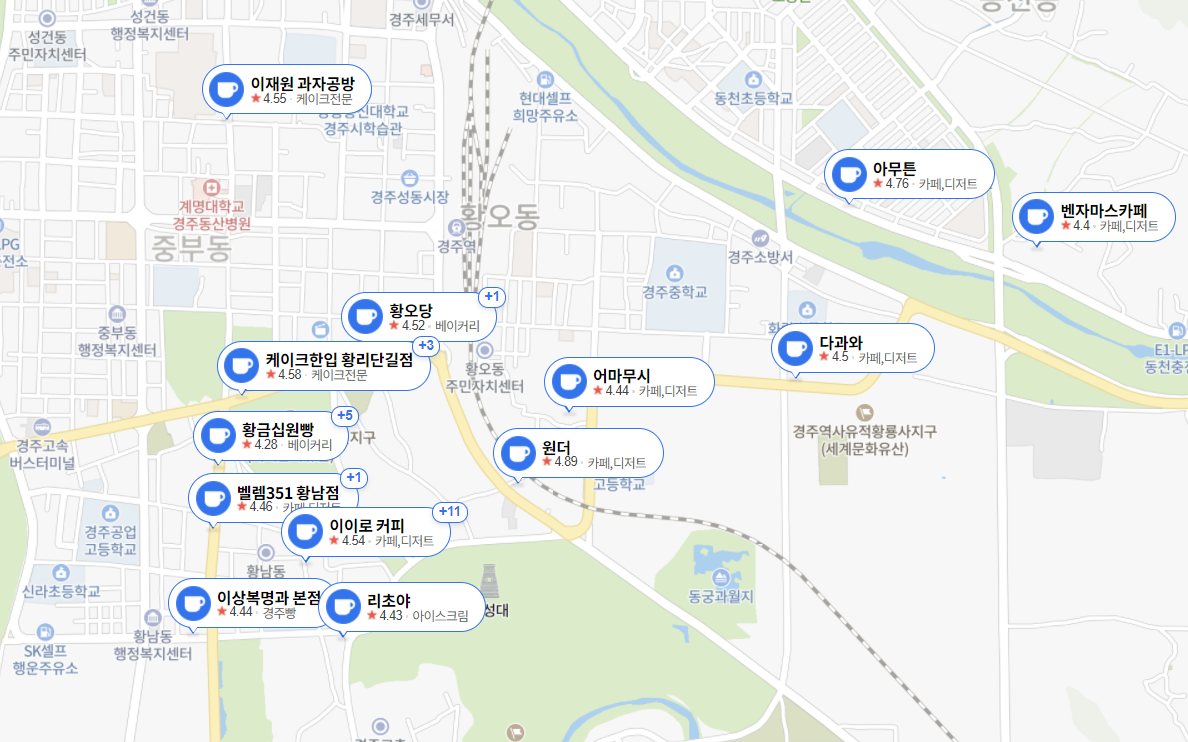 성건동
주민자치센터
성건동
행정복지센터
경주세무서
이재원 과자공방
★ 4.55 · 케이크전문
대학교
경주시학습관
현대셀프
희망주유소
동천초등학교
아무튼
★ 4.76 · 카페,디저트
벤자마스카페
★ 4.4 · 카페,디저트
계명대학교
경주동산병원
경주성동시장
황오동
경주역
중부동
경주소방서
경주중학교
황오당
★ 4.52 · 베이커리
+1
중부동
행정복지센터
케이크한입 황리단길점
★ 4.58 · 케이크전문
+3
황오동
주민자치센터
어마무시
★ 4.44 · 카페,디저트
다과와
★ 4.5 · 카페,디저트
E1-LP
황금십원빵
★ 4.28 · 베이커리
+5
지구
경주고속
버스터미널
원더
★ 4.89 · 카페,디저트
고등학교
경주역사유적황룡사지구
(세계문화유산)
벨렘351 황남점
★ 4.46 · 카페,디저트
+1
이이로 커피
★ 4.54 · 카페,디저트
+11
경주공업
고등학교
황남동
신라초등학교
이상복명과 본점
★ 4.44 · 경주빵
리초야
★ 4.43 · 아이스크림
성대
동궁과월지
황남동
행정복지센터
SK셀프
행운주유소